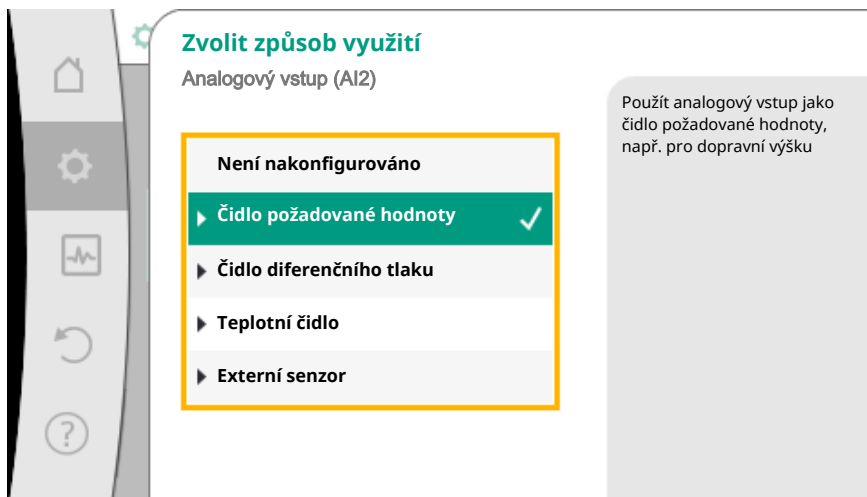 Zvolit způsob využití
Analogový vstup (AI2)
Není nakonfigurováno
Čidlo požadované hodnoty
Čidlo diferenčního tlaku
Teplotní čidlo
Externí senzor
Použít analogový vstup jako
čidlo požadované hodnoty,
např. pro dopravní výšku
?